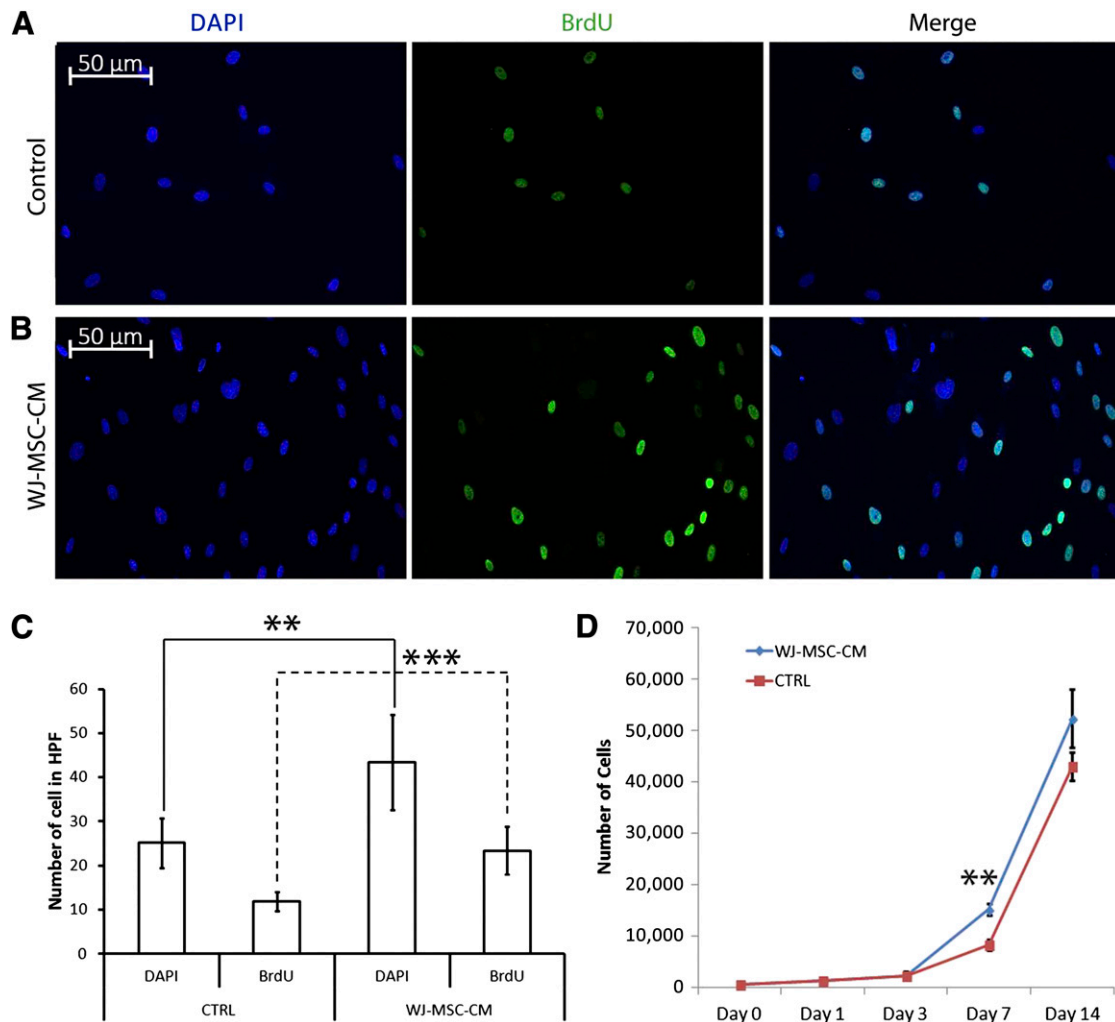 A
DAPI
BrdU
Merge
Control
50 µm
B
WJ-MSC-CM
50 µm
C
**
***
Number of cell in HPF
60
50
40
30
20
10
0
DAPI
BrdU
DAPI
BrdU
CTRL
WJ-MSC-CM
D
Number of Cells
70,000
60,000
50,000
40,000
30,000
20,000
10,000
0
WJ-MSC-CM
CTRL
**
Day 0
Day 1
Day 3
Day 7
Day 14